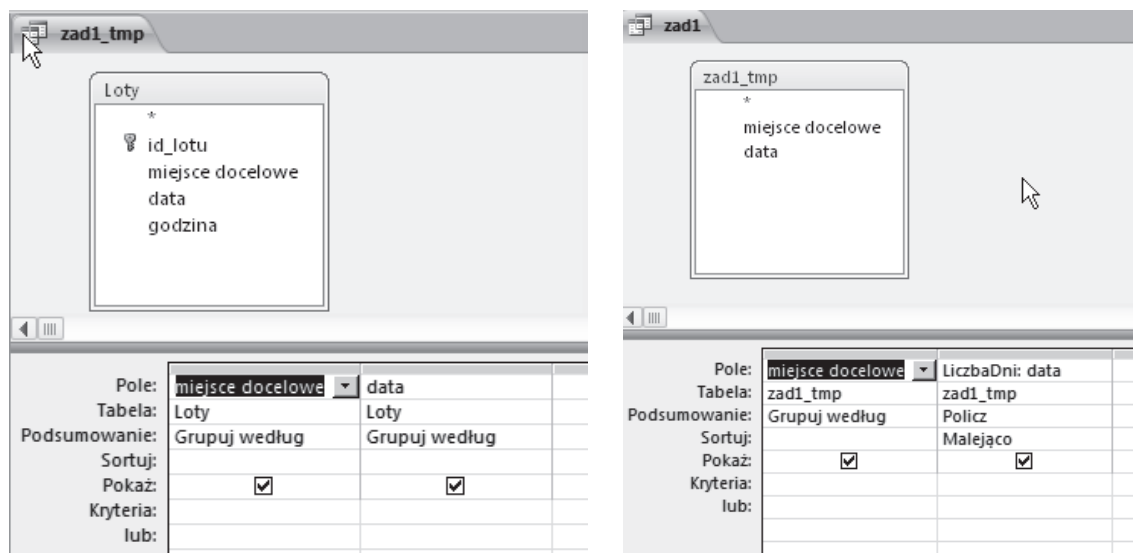 zad1_tmp
Loty
*
id_lotu
miejsce docelowe
data
godzina
Pole: miejsce docelowe data
Tabela: Loty Loty
Podsumowanie: Grupuj według Grupuj według
Sortuj:
Pokaż:
Kryteria:
lub:
zad1
zad1_tmp
*
miejsce docelowe
data
Pole: miejsce docelowe LiczbaDni: data
Tabela: zad1_tmp zad1_tmp
Podsumowanie: Grupuj według Policz
Sortuj: Malejąco
Pokaż:
Kryteria:
lub: